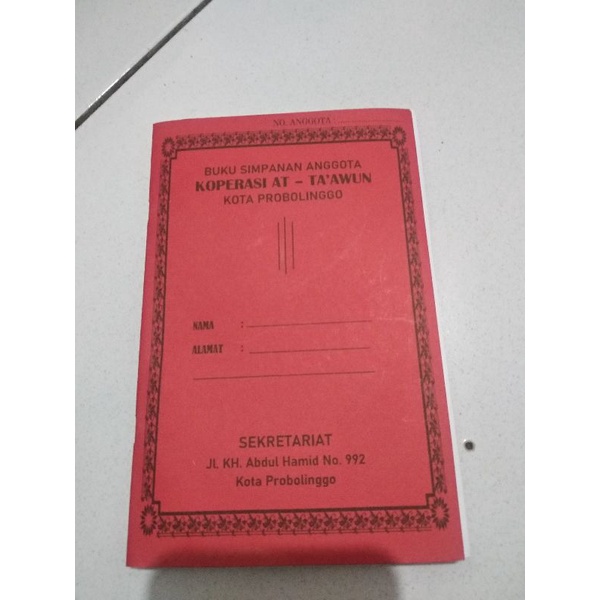 NO. ANGGOTA :
BUKU SIMPANAN ANGGOTA
KOPERASI AT – TA'AWUN
KOTA PROBOLINGGO
NAMA :
ALAMAT :
SEKRETARIAT
Jl. KH. Abdul Hamid No. 992
Kota Probolinggo